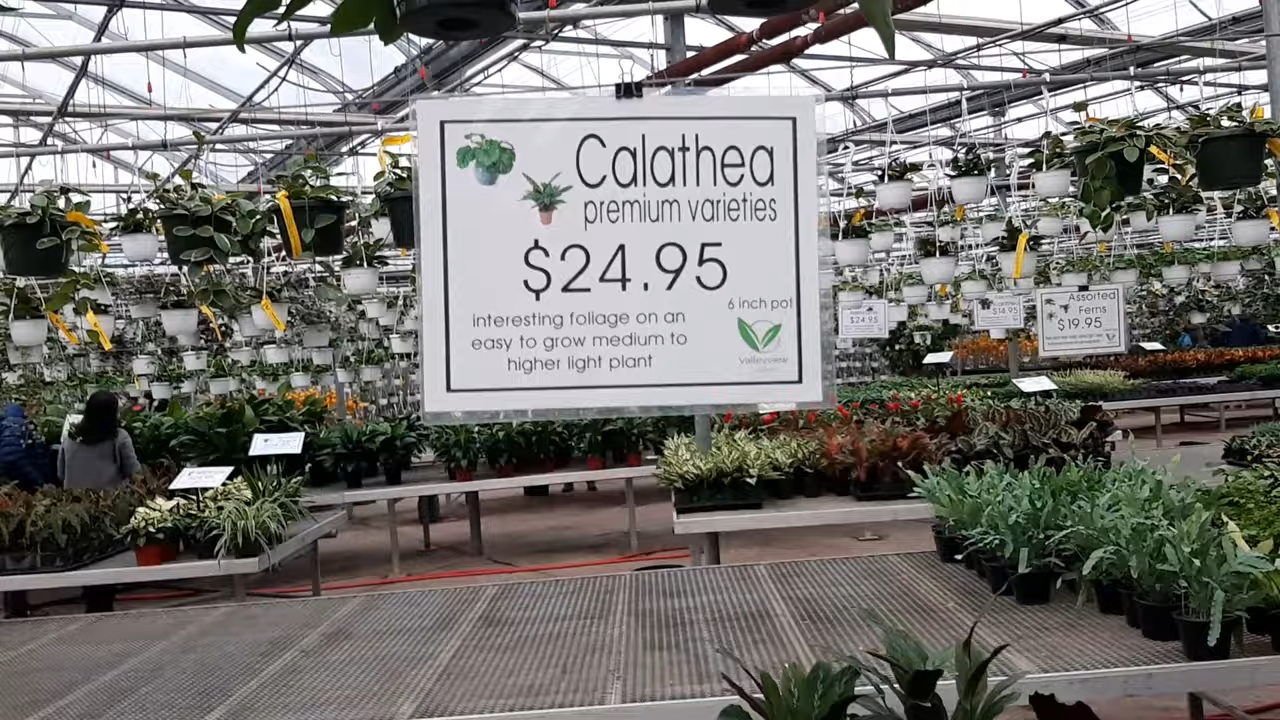 Calathea
premium varieties
$24.95
6 inch pot
interesting foliage on an
easy to grow medium to
higher light plant
Valleyview
$24.95
$14.95
Assorted
Ferns
$19.95